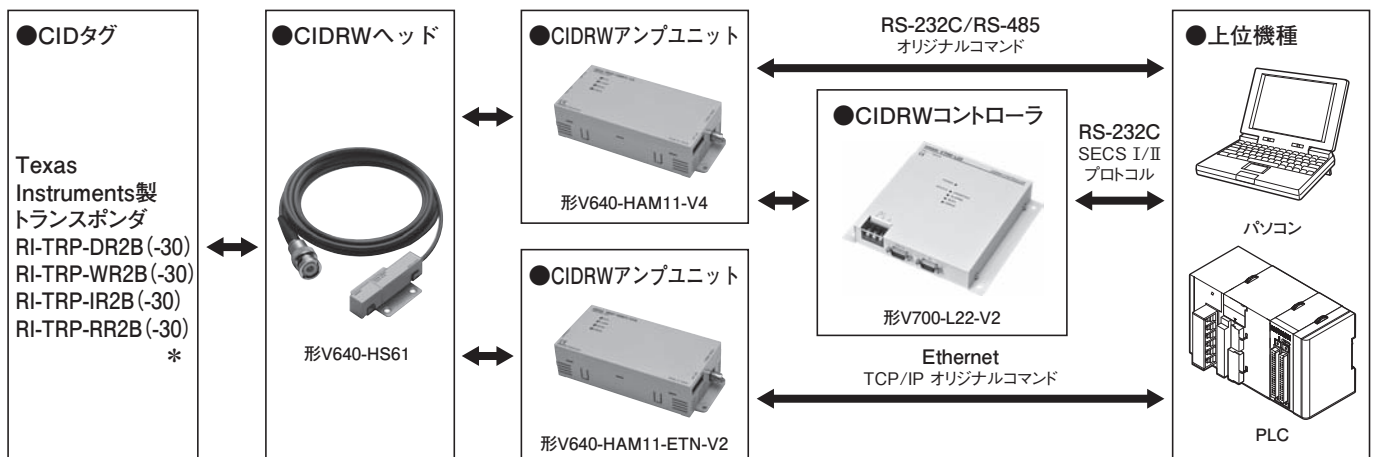 ●CIDタグ
Texas
Instruments製
トランスポンダ
RI-TRP-DR2B(-30)
RI-TRP-WR2B(-30)
RI-TRP-IR2B(-30)
RI-TRP-RR2B(-30)
*
●CIDRWヘッド
形V640-HS61
●CIDRWアンプユニット
形V640-HAM11-V4
●CIDRWアンプユニット
形V640-HAM11-ETN-V2
RS-232C/RS-485
オリジナルコマンド
●CIDRWコントローラ
形V700-L22-V2
RS-232C
SECS Ⅰ/Ⅱ
プロトコル
Ethernet
TCP/IP オリジナルコマンド
●上位機種
パソコン
PLC